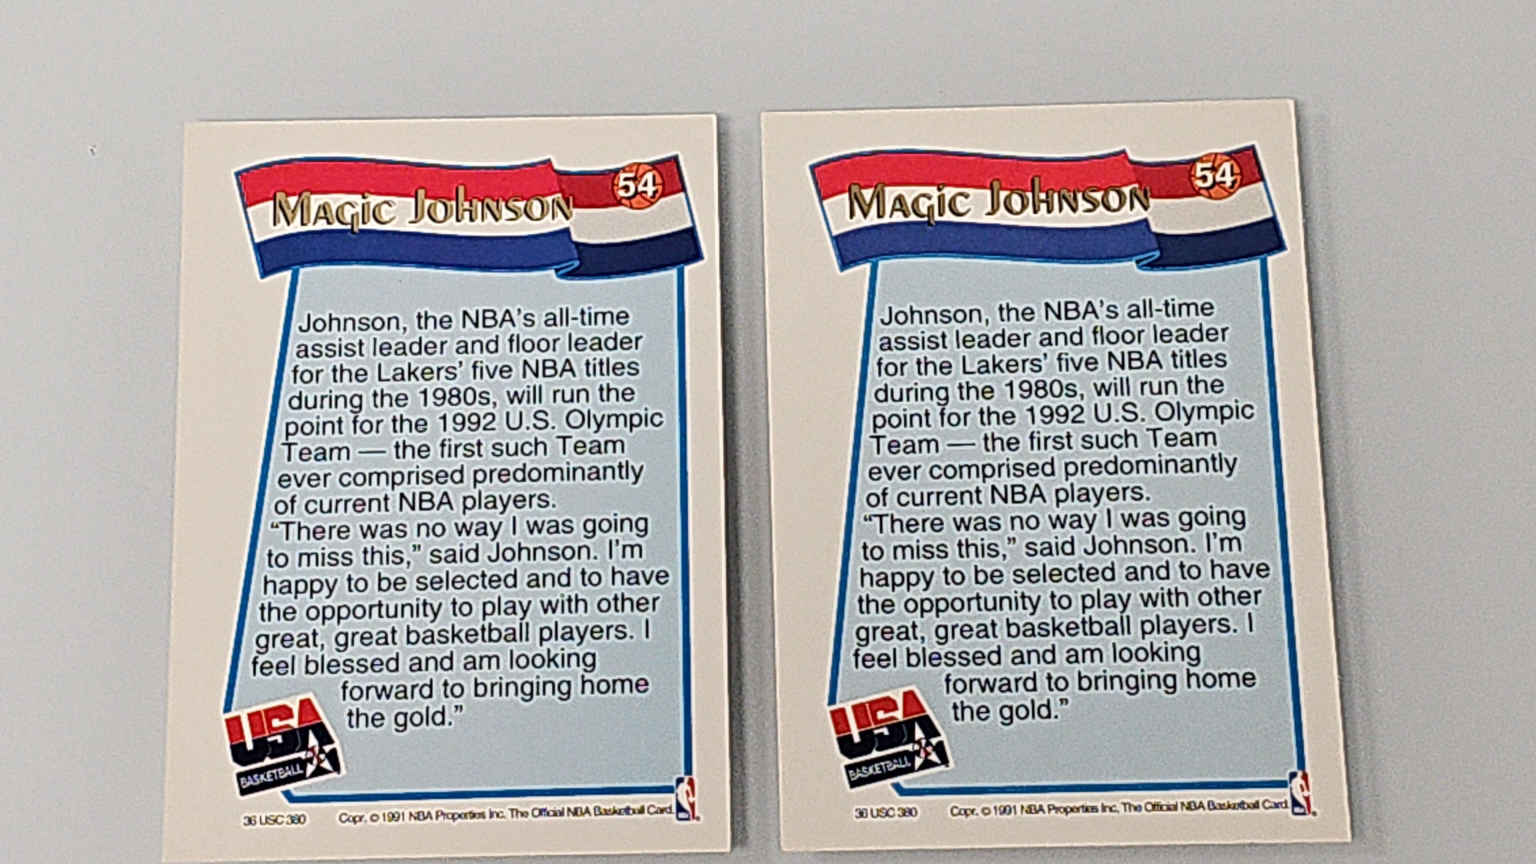 Magic Johnson
54
Johnson, the NBA's all-time
assist leader and floor leader
for the Lakers' five NBA titles
during the 1980s, will run the
point for the 1992 U.S. Olympic
Team — the first such Team
ever comprised predominantly
of current NBA players.
“There was no way I was going
to miss this,” said Johnson. I'm
happy to be selected and to have
the opportunity to play with other
great, great basketball players. I
feel blessed and am looking
forward to bringing home
the gold.”
USA
BASKETBALL
36 USC 380
Copr. © 1991 NBA Properties Inc. The Official NBA Basketball Card.
Magic Johnson
54
Johnson, the NBA's all-time
assist leader and floor leader
for the Lakers' five NBA titles
during the 1980s, will run the
point for the 1992 U.S. Olympic
Team — the first such Team
ever comprised predominantly
of current NBA players.
“There was no way I was going
to miss this,” said Johnson. I'm
happy to be selected and to have
the opportunity to play with other
great, great basketball players. I
feel blessed and am looking
forward to bringing home
the gold.”
USA
BASKETBALL
36 USC 380
Copr. © 1991 NBA Properties Inc, The Official NBA Basketball Card.